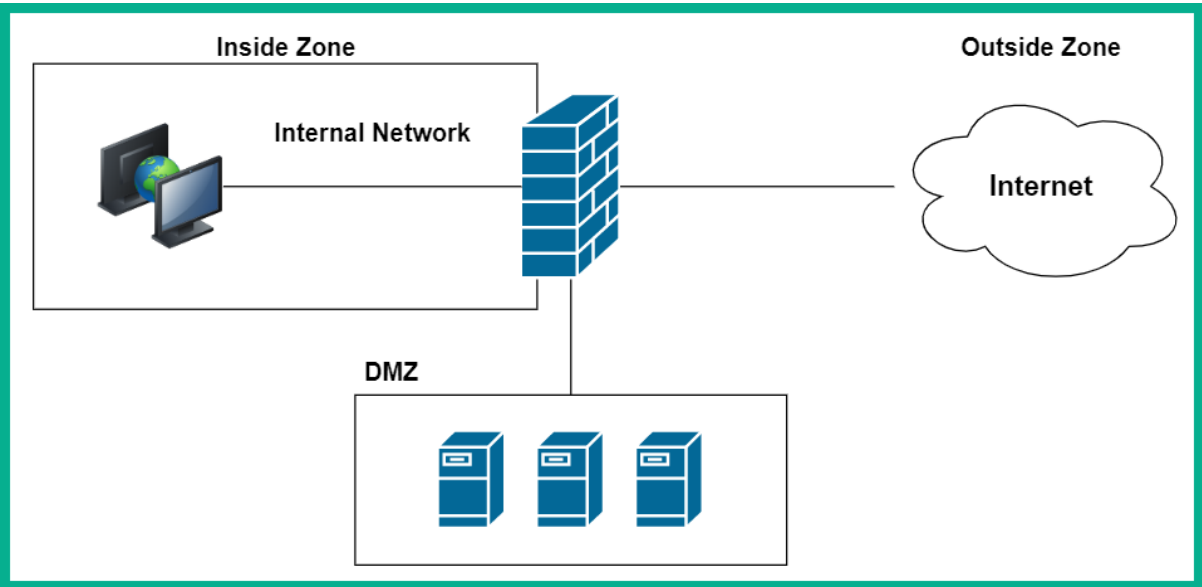 Inside Zone
Outside Zone
Internal Network
Internet
DMZ